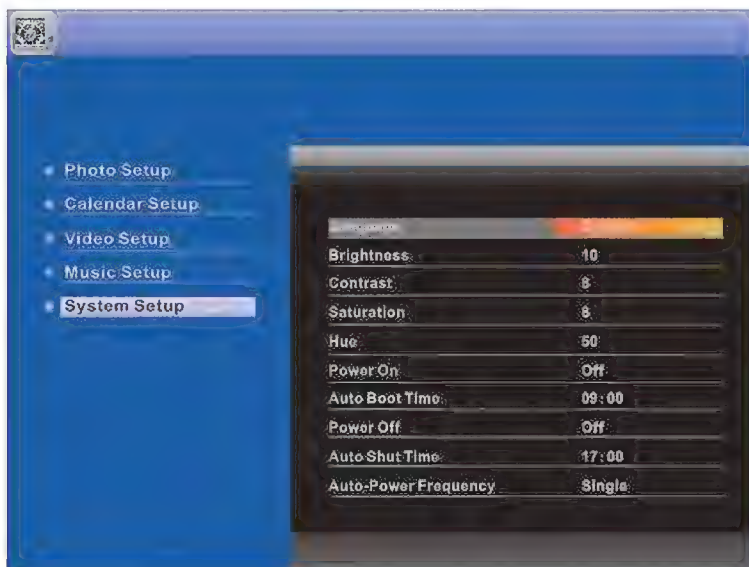 Photo Setup
Calendar Setup
Video Setup
Music Setup
System Setup
Brightness 10
Contrast 8
Saturation 8
Hue 50
Power On Off
Auto Boot Time 09:00
Power Off Off
Auto Shut Time 17:00
Auto-Power Frequency Single